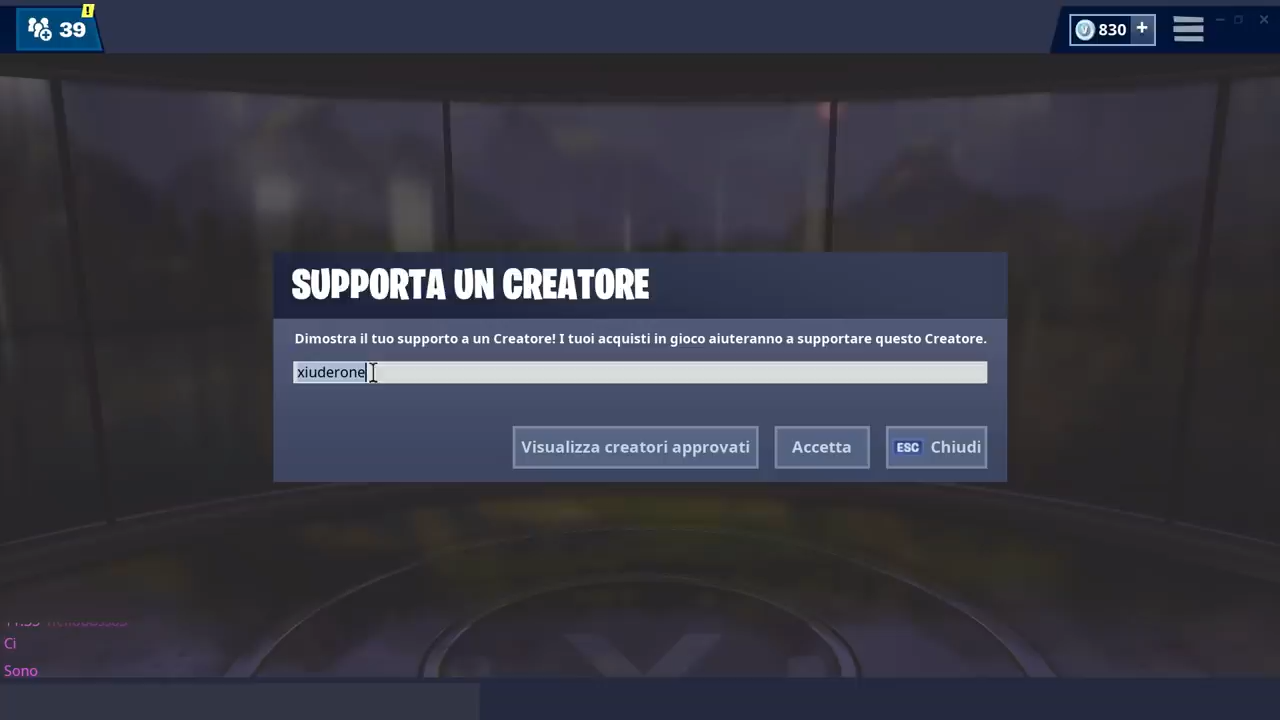 39
!
830 +
SUPPORTA UN CREATORE
Dimostra il tuo supporto a un Creatore! I tuoi acquisti in gioco aiuteranno a supportare questo Creatore.
xiuderone
Visualizza creatori approvati
Accetta
ESC Chiudi
Ci
Sono